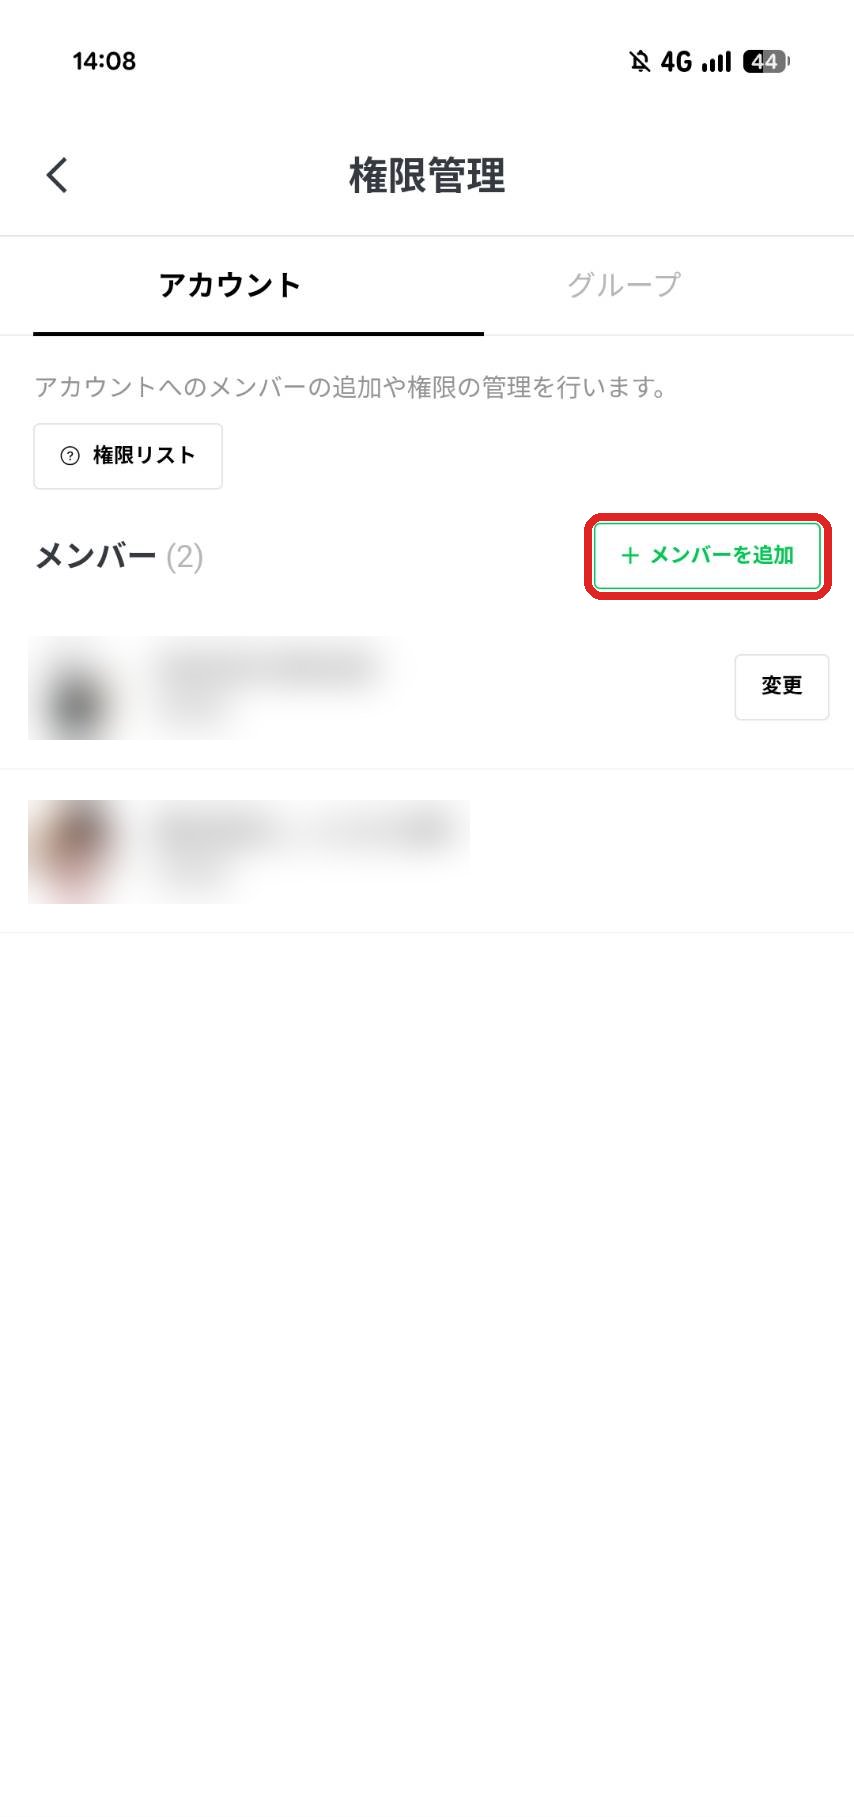 14:08 4G 44
権限管理
アカウント グループ
アカウントへのメンバーの追加や権限の管理を行います。
? 権限リスト
メンバー (2) + メンバーを追加
変更